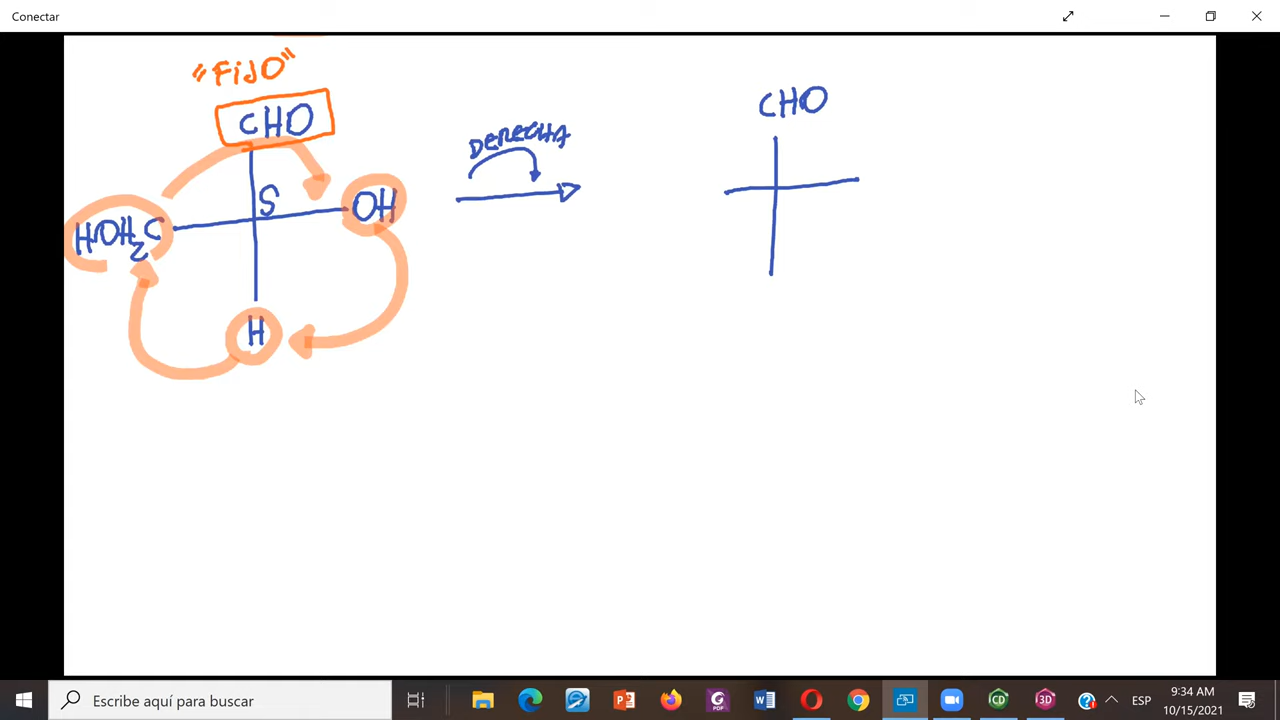 Conectar
"FiJO"
CHO
CHO
DERECHA
S
OH
HOH2C
H
Escribe aquí para buscar
ESP
9:34 AM
10/15/2021